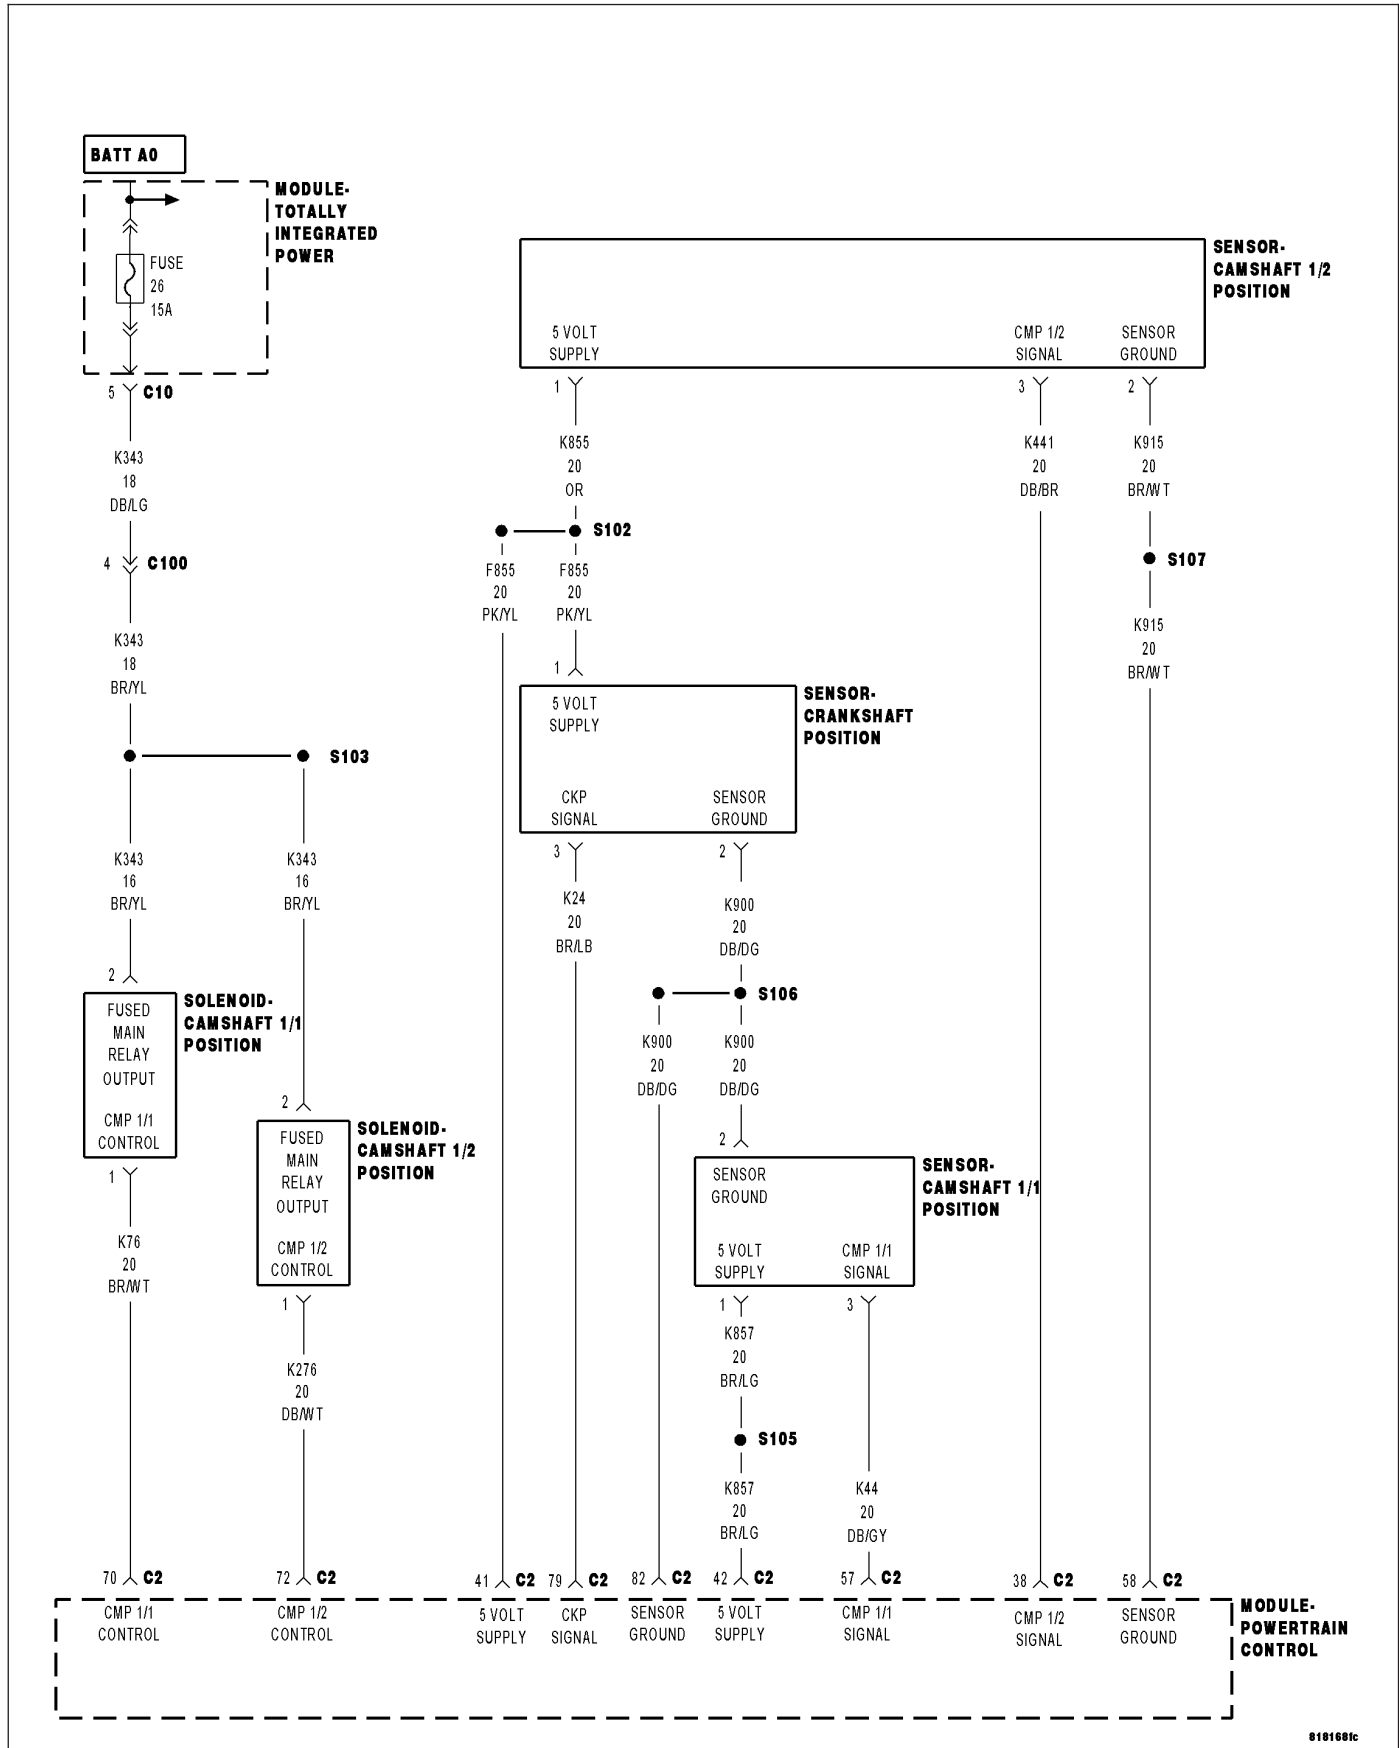 BATT A0
MODULE-
TOTALLY
INTEGRATED
POWER
FUSE
26
15A
5 C10
K343
18
DB/LG
4 C100
K343
18
BR/YL
S103
K343
16
BR/YL
K343
16
BR/YL
2
SOLENOID-
CAMSHAFT 1/1
POSITION
FUSED
MAIN
RELAY
OUTPUT
CMP 1/1
CONTROL
1
K76
20
BR/WT
2
SOLENOID-
CAMSHAFT 1/2
POSITION
FUSED
MAIN
RELAY
OUTPUT
CMP 1/2
CONTROL
1
K276
20
DB/WT
SENSOR-
CAMSHAFT 1/2
POSITION
5 VOLT
SUPPLY
CMP 1/2
SIGNAL
SENSOR
GROUND
1
3
2
K855
20
OR
K441
20
DB/BR
K915
20
BR/WT
S102
S107
F855
20
PK/YL
F855
20
PK/YL
K915
20
BR/WT
1
SENSOR-
CRANKSHAFT
POSITION
5 VOLT
SUPPLY
CKP
SIGNAL
SENSOR
GROUND
3
2
K24
20
BR/LB
K900
20
DB/DG
S106
K900
20
DB/DG
K900
20
DB/DG
2
SENSOR-
CAMSHAFT 1/1
POSITION
SENSOR
GROUND
5 VOLT
SUPPLY
CMP 1/1
SIGNAL
1
3
K857
20
BR/LG
S105
K857
20
BR/LG
K44
20
DB/GY
70 C2
72 C2
41 C2
79 C2
82 C2
42 C2
57 C2
38 C2
58 C2
CMP 1/1
CONTROL
CMP 1/2
CONTROL
5 VOLT
SUPPLY
CKP
SIGNAL
SENSOR
GROUND
5 VOLT
SUPPLY
CMP 1/1
SIGNAL
CMP 1/2
SIGNAL
SENSOR
GROUND
MODULE-
POWERTRAIN
CONTROL
818168fc